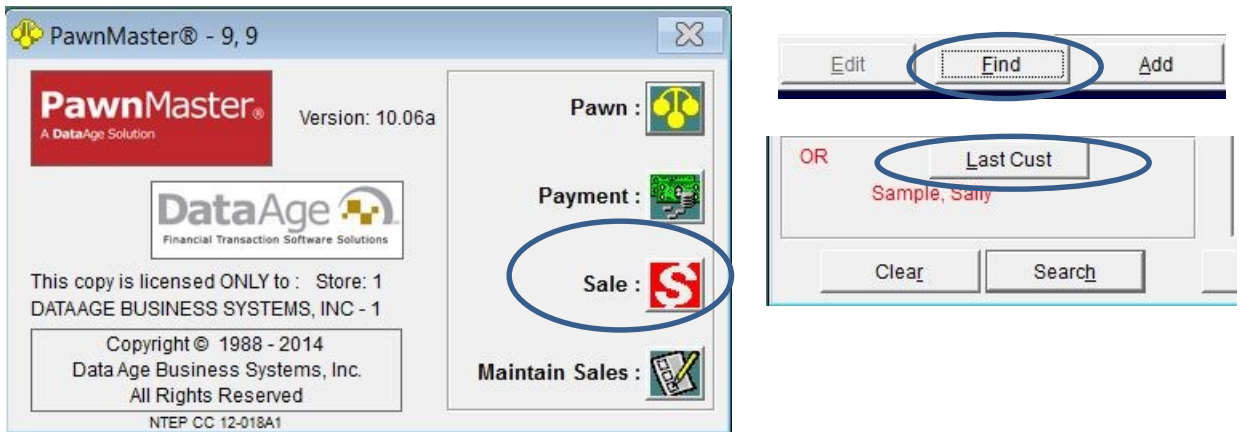 PawnMaster® - 9, 9
PawnMaster®
A DataAge Solution
Version: 10.06a
DataAge
Financial Transaction Software Solutions
This copy is licensed ONLY to : Store: 1
DATAAGE BUSINESS SYSTEMS, INC - 1
Copyright © 1988 - 2014
Data Age Business Systems, Inc.
All Rights Reserved
NTEP CC 12-018A1
Pawn :
Payment :
Sale :
Maintain Sales :
Edit Find Add
OR Last Cust
Sample, Sally
Clear Search